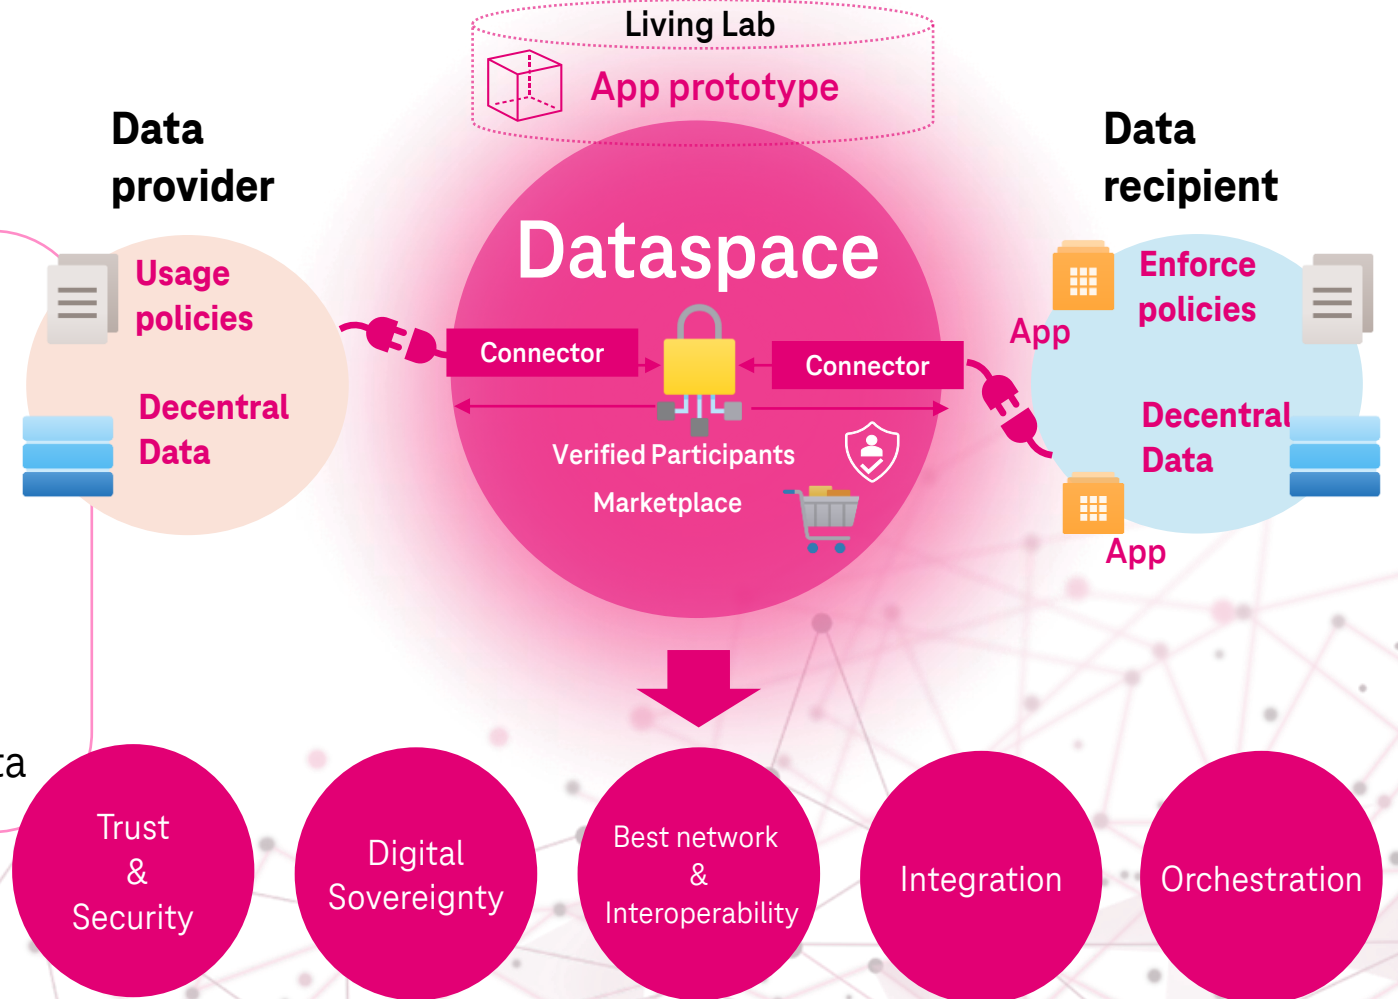 Living Lab
App prototype
Data
provider
Data
recipient
Dataspace
Usage
policies
Enforce
policies
App
Connector
Connector
Decentral
Data
Decentral
Data
Verified Participants
Marketplace
App
ta
Trust
&
Security
Digital
Sovereignty
Best network
&
Interoperability
Integration
Orchestration